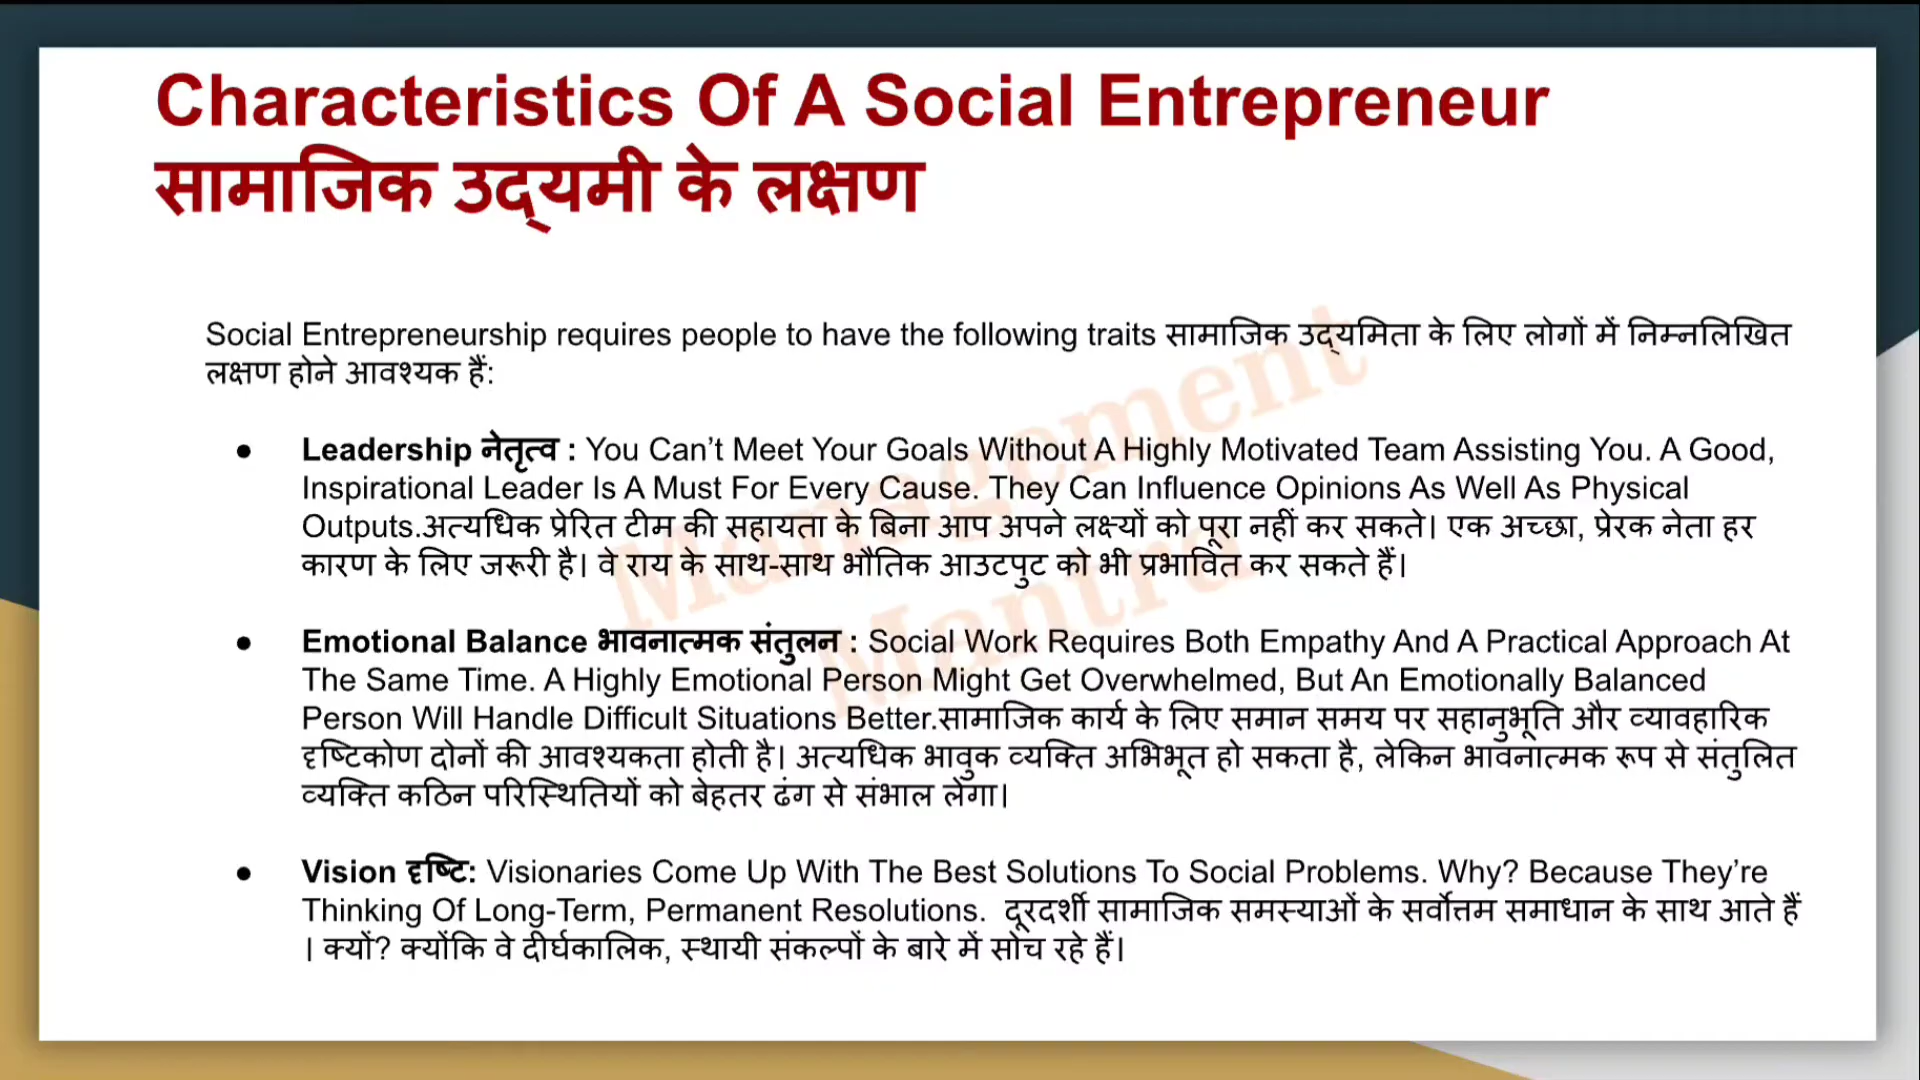 Characteristics Of A Social Entrepreneur
सामाजिक उद्यमी के लक्षण
Social Entrepreneurship requires people to have the following traits सामाजिक उद्यमिता के लिए लोगों में निम्नलिखित
लक्षण होने आवश्यक हैं:
● Leadership नेतृत्व : You Can’t Meet Your Goals Without A Highly Motivated Team Assisting You. A Good,
Inspirational Leader Is A Must For Every Cause. They Can Influence Opinions As Well As Physical
Outputs.अत्यधिक प्रेरित टीम की सहायता के बिना आप अपने लक्ष्यों को पूरा नहीं कर सकते। एक अच्छा, प्रेरक नेता हर
कारण के लिए जरूरी है। वे राय के साथ-साथ भौतिक आउटपुट को भी प्रभावित कर सकते हैं।
● Emotional Balance भावनात्मक संतुलन : Social Work Requires Both Empathy And A Practical Approach At
The Same Time. A Highly Emotional Person Might Get Overwhelmed, But An Emotionally Balanced
Person Will Handle Difficult Situations Better.सामाजिक कार्य के लिए समान समय पर सहानुभूति और व्यावहारिक
दृष्टिकोण दोनों की आवश्यकता होती है। अत्यधिक भावुक व्यक्ति अभिभूत हो सकता है, लेकिन भावनात्मक रूप से संतुलित
व्यक्ति कठिन परिस्थितियों को बेहतर ढंग से संभाल लेगा।
● Vision दृष्टि: Visionaries Come Up With The Best Solutions To Social Problems. Why? Because They’re
Thinking Of Long-Term, Permanent Resolutions. दूरदर्शी सामाजिक समस्याओं के सर्वोत्तम समाधान के साथ आते हैं
। क्यों? क्योंकि वे दीर्घकालिक, स्थायी संकल्पों के बारे में सोच रहे हैं।
Management
Mantra